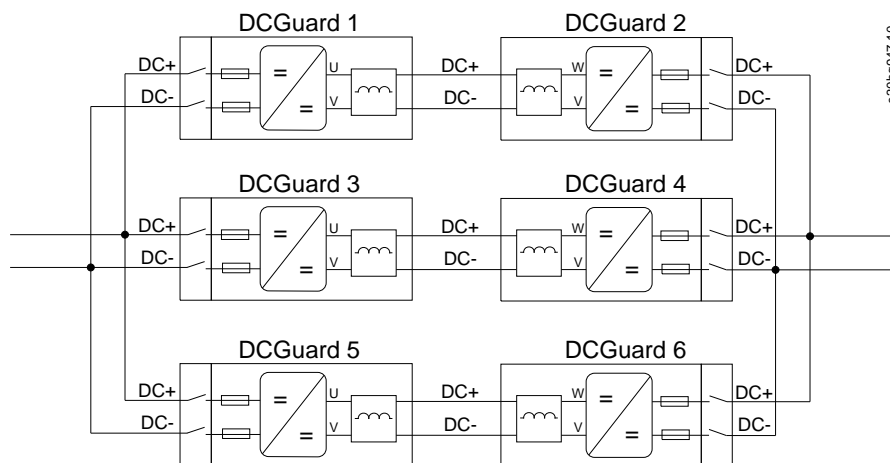 DCGuard 1 DCGuard 2
DC+ U DC+ W DC+
DC- V DC- V DC-
DCGuard 3 DCGuard 4
DC+ U DC+ W DC+
DC- V DC- V DC-
DCGuard 5 DCGuard 6
DC+ U DC+ W DC+
DC- V DC- V DC-